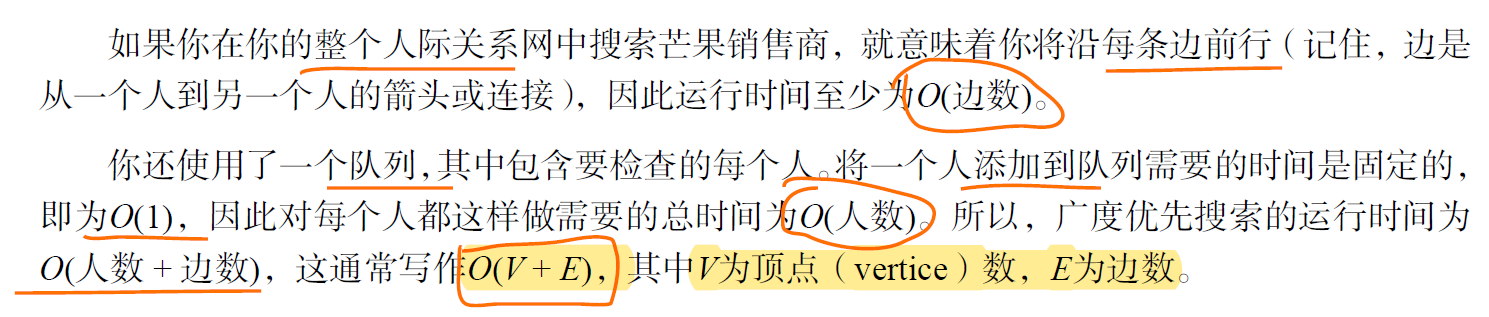 如果你在你的整个人际关系网中搜索芒果销售商，就意味着你将沿每条边前行（记住，边是
从一个人到另一个人的箭头或连接），因此运行时间至少为O(边数)。
你还使用了一个队列，其中包含要检查的每个人。将一个人添加到队列需要的时间是固定的，
即为O(1)，因此对每个人都这样做需要的总时间为O(人数)。所以，广度优先搜索的运行时间为
O(人数 + 边数)，这通常写作O(V + E)，其中V为顶点（vertice）数，E为边数。